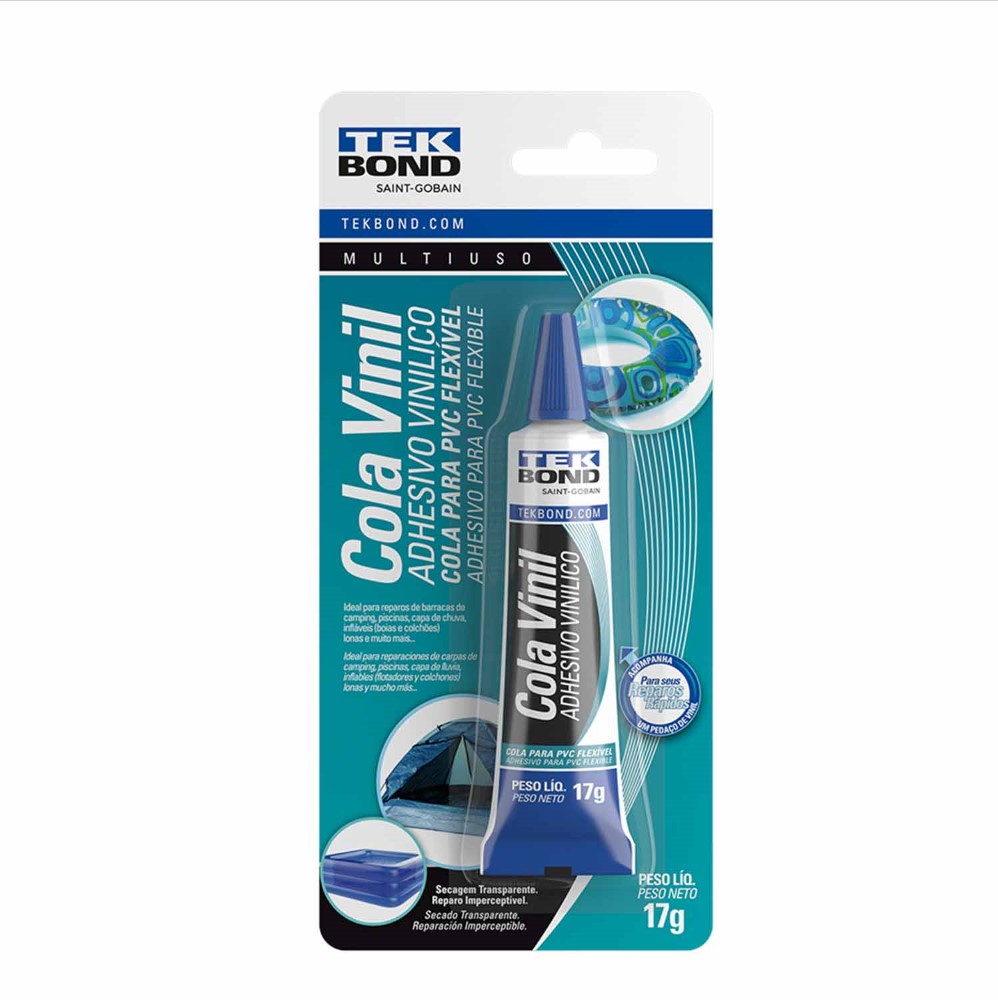 TEK
BOND
SAINT-GOBAIN
TEKBOND.COM
MULTIUSO
Cola Vinil
ADHESIVO VINILICO
COLA PARA PVC FLEXÍVEL
ADHESIVO PARA PVC FLEXIBLE
Ideal para reparos de barracas de
camping, piscinas, capa de chuva,
infláveis (boias e colchões)
lonas e muito mais...
Ideal para reparaciones de carpas de
camping, piscinas, capa de lluvia,
inflables (flotadores y colchones)
lonas y mucho más...
TEK
BOND
SAINT-GOBAIN
TEKBOND.COM
Cola Vinil
ADHESIVO VINILICO
COLA PARA PVC FLEXÍVEL
ADHESIVO PARA PVC FLEXIBLE
PESO LÍQ.
PESO NETO
17g
ACOMPANHA
Para seus
Reparos
Rápidos
UM PEDAÇO DE VINIL
Secagem Transparente.
Reparo Imperceptível.
Secado Transparente.
Reparación Imperceptible.
PESO LÍQ.
PESO NETO
17g